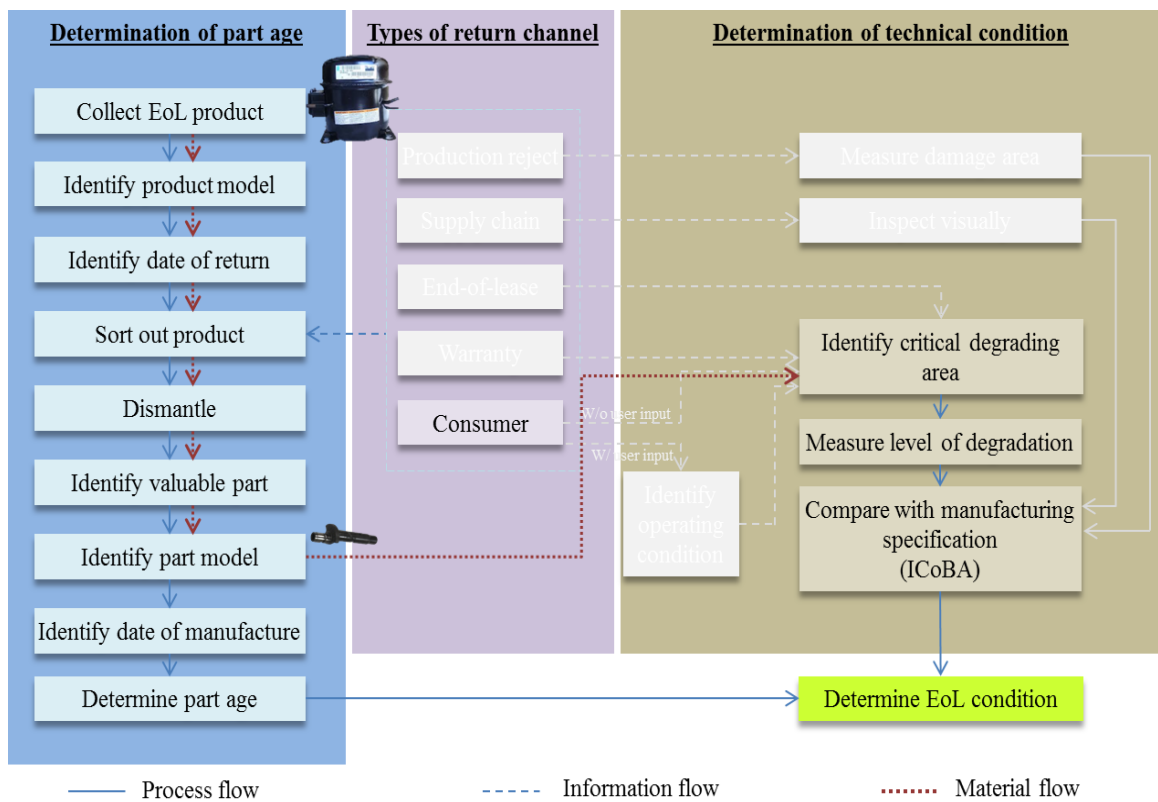 Determination of part age
Types of return channel
Determination of technical condition
Collect EoL product
Identify product model
Identify date of return
Sort out product
Dismantle
Identify valuable part
Identify part model
Identify date of manufacture
Determine part age
Production reject
Supply chain
End-of-lease
Warranty
Consumer
W/o user input
W/ user input
Identify
operating
condition
Measure damage area
Inspect visually
Identify critical degrading
area
Measure level of degradation
Compare with manufacturing
specification
(ICoBA)
Determine EoL condition
Process flow
Information flow
Material flow